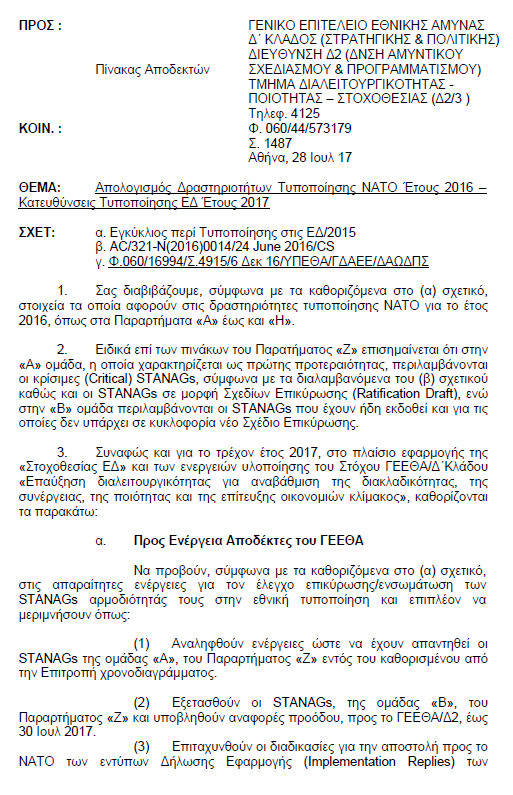 ΠΡΟΣ :
Πίνακας Αποδεκτών
ΚΟΙΝ. :
ΓΕΝΙΚΟ ΕΠΙΤΕΛΕΙΟ ΕΘΝΙΚΗΣ ΑΜΥΝΑΣ
Δ΄ ΚΛΑΔΟΣ (ΣΤΡΑΤΗΓΙΚΗΣ & ΠΟΛΙΤΙΚΗΣ)
ΔΙΕΥΘΥΝΣΗ Δ2 (ΔΝΣΗ ΑΜΥΝΤΙΚΟΥ
ΣΧΕΔΙΑΣΜΟΥ & ΠΡΟΓΡΑΜΜΑΤΙΣΜΟΥ)
ΤΜΗΜΑ ΔΙΑΛΕΙΤΟΥΡΓΙΚΟΤΗΤΑΣ -
ΠΟΙΟΤΗΤΑΣ – ΣΤΟΧΟΘΕΣΙΑΣ (Δ2/3 )
Τηλεφ. 4125
Φ. 060/44/573179
Σ. 1487
Αθήνα, 28 Ιουλ 17
ΘΕΜΑ: Απολογισμός Δραστηριοτήτων Τυποποίησης ΝΑΤΟ Έτους 2016 –
Κατευθύνσεις Τυποποίησης ΕΔ Έτους 2017
ΣΧΕΤ: α. Εγκύκλιος περί Τυποποίησης στις ΕΔ/2015
β. AC/321-N(2016)0014/24 June 2016/CS
γ. Φ.060/16994/Σ.4915/6 Δεκ 16/ΥΠΕΘΑ/ΓΔΑΕΕ/ΔΑΩΔΠΣ
1. Σας διαβιβάζουμε, σύμφωνα με τα καθοριζόμενα στο (α) σχετικό,
στοιχεία τα οποία αφορούν στις δραστηριότητες τυποποίησης ΝΑΤΟ για το έτος
2016, όπως στα Παραρτήματα «Α» έως και «Η».
2. Ειδικά επί των πινάκων του Παρατήματος «Ζ» επισημαίνεται ότι στην
«Α» ομάδα, η οποία χαρακτηρίζεται ως πρώτης προτεραιότητας, περιλαμβάνονται
οι κρίσιμες (Critical) STANAGs, σύμφωνα με τα διαλαμβανόμενα του (β) σχετικού
καθώς και οι STANAGs σε μορφή Σχεδίων Επικύρωσης (Ratification Draft), ενώ
στην «Β» ομάδα περιλαμβάνονται οι STANAGs που έχουν ήδη εκδοθεί και για τις
οποίες δεν υπάρχει σε κυκλοφορία νέο Σχέδιο Επικύρωσης.
3. Συναφώς και για το τρέχον έτος 2017, στο πλαίσιο εφαρμογής της
«Στοχοθεσίας ΕΔ» και των ενεργειών υλοποίησης του Στόχου ΓΕΕΘΑ/Δ΄Κλάδου
«Επαύξηση διαλειτουργικότητας για αναβάθμιση της διακλαδικότητας, της
συνέργειας, της ποιότητας και της επίτευξης οικονομιών κλίμακος», καθορίζονται
τα παρακάτω:
α. Προς Ενέργεια Αποδέκτες του ΓΕΕΘΑ
Να προβούν, σύμφωνα με τα καθοριζόμενα στο (α) σχετικό,
στις απαραίτητες ενέργειες για τον έλεγχο επικύρωσης/ενσωμάτωση των
STANAGs αρμοδιότητάς τους στην εθνική τυποποίηση και επιπλέον να
μεριμνήσουν όπως:
(1) Αναληφθούν ενέργειες ώστε να έχουν απαντηθεί οι
STANAGs της ομάδας «Α», του Παραρτήματος «Ζ» εντός του καθορισμένου από
την Επιτροπή χρονοδιαγράμματος.
(2) Εξετασθούν οι STANAGs, της ομάδας «Β», του
Παραρτήματος «Ζ» και υποβληθούν αναφορές προόδου, προς το ΓΕΕΘΑ/Δ2, έως
30 Ιουλ 2017.
(3) Επιταχυνθούν οι διαδικασίες για την αποστολή προς το
ΝΑΤΟ των εντύπων Δήλωσης Εφαρμογής (Implementation Replies) των